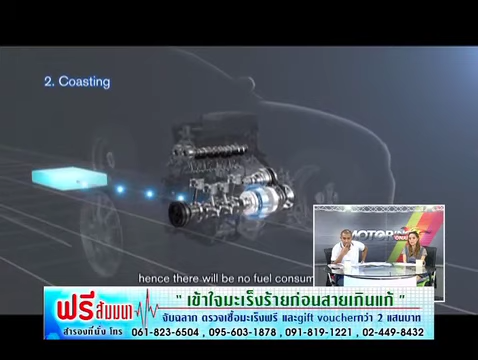 2. Coasting
MOTORING
hence there will be no fuel consum
ฟรี สัมมนา
" เข้าใจมะเร็งร้ายก่อนสายเกินแก้ "
จับฉลาก ตรวจเชื้อมะเร็งฟรี และgift voucherกว่า 2 แสนบาท
สำรองที่นั่ง โทร 061-823-6504 , 095-643-8593 , 091-819-1221 , 02-449-8432